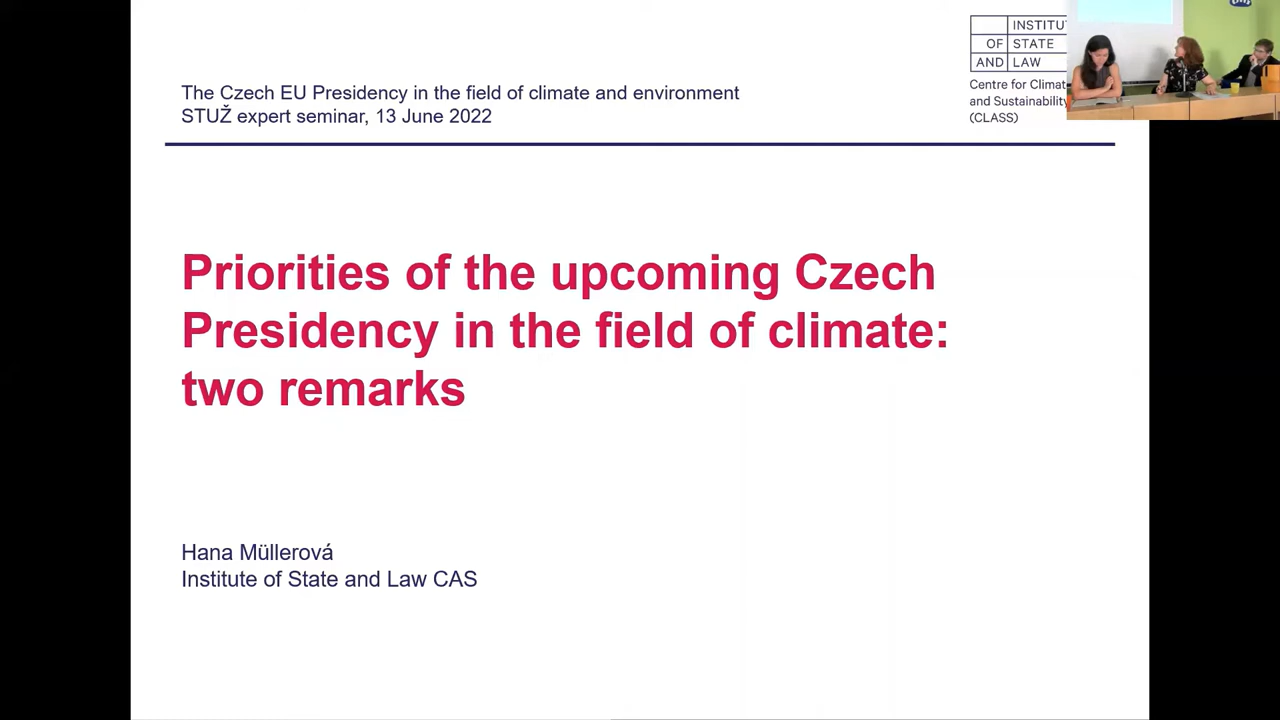 The Czech EU Presidency in the field of climate and environment
STUŽ expert seminar, 13 June 2022
INSTITU
OF STATE
AND LAW
Centre for Climat
and Sustainability
(CLASS)
Priorities of the upcoming Czech
Presidency in the field of climate:
two remarks
Hana Müllerová
Institute of State and Law CAS